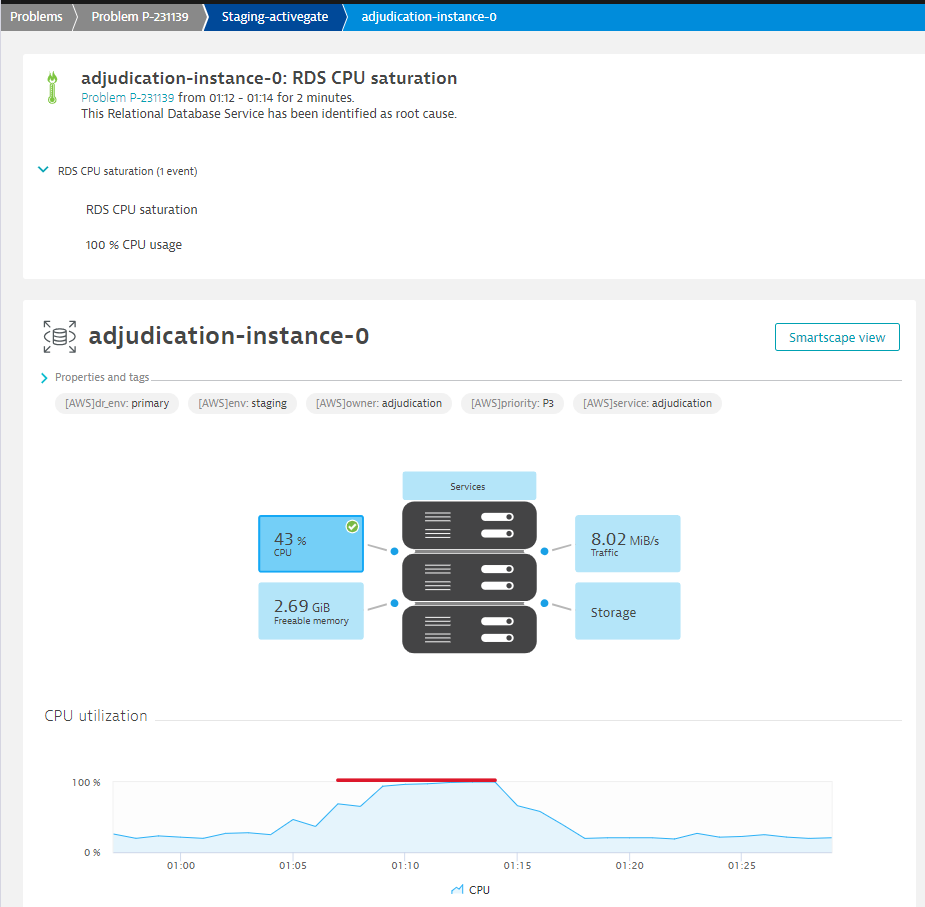 Problems Problem P-231139 Staging-activegate adjudication-instance-0
adjudication-instance-0: RDS CPU saturation
Problem P-231139 from 01:12 - 01:14 for 2 minutes.
This Relational Database Service has been identified as root cause.
RDS CPU saturation (1 event)
RDS CPU saturation
100 % CPU usage
adjudication-instance-0
Smartscape view
Properties and tags
[AWS]dr_env: primary [AWS]env: staging [AWS]owner: adjudication [AWS]priority: P3 [AWS]service: adjudication
Services
43 %
CPU
8.02 MiB/s
Traffic
2.69 GiB
Freeable memory
Storage
CPU utilization
100 %
0 %
01:00 01:05 01:10 01:15 01:20 01:25
CPU